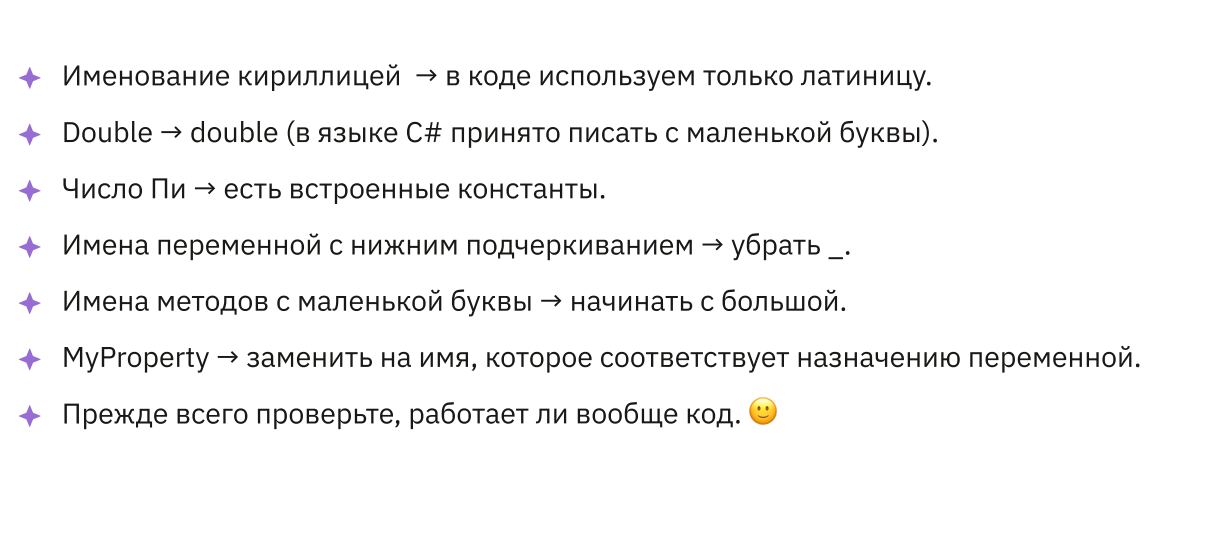 Именование кириллицей → в коде используем только латиницу.
Double → double (в языке C# принято писать с маленькой буквы).
Число Пи → есть встроенные константы.
Имена переменной с нижним подчеркиванием → убрать _.
Имена методов с маленькой буквы → начинать с большой.
MyProperty → заменить на имя, которое соответствует назначению переменной.
Прежде всего проверьте, работает ли вообще код. 🙂